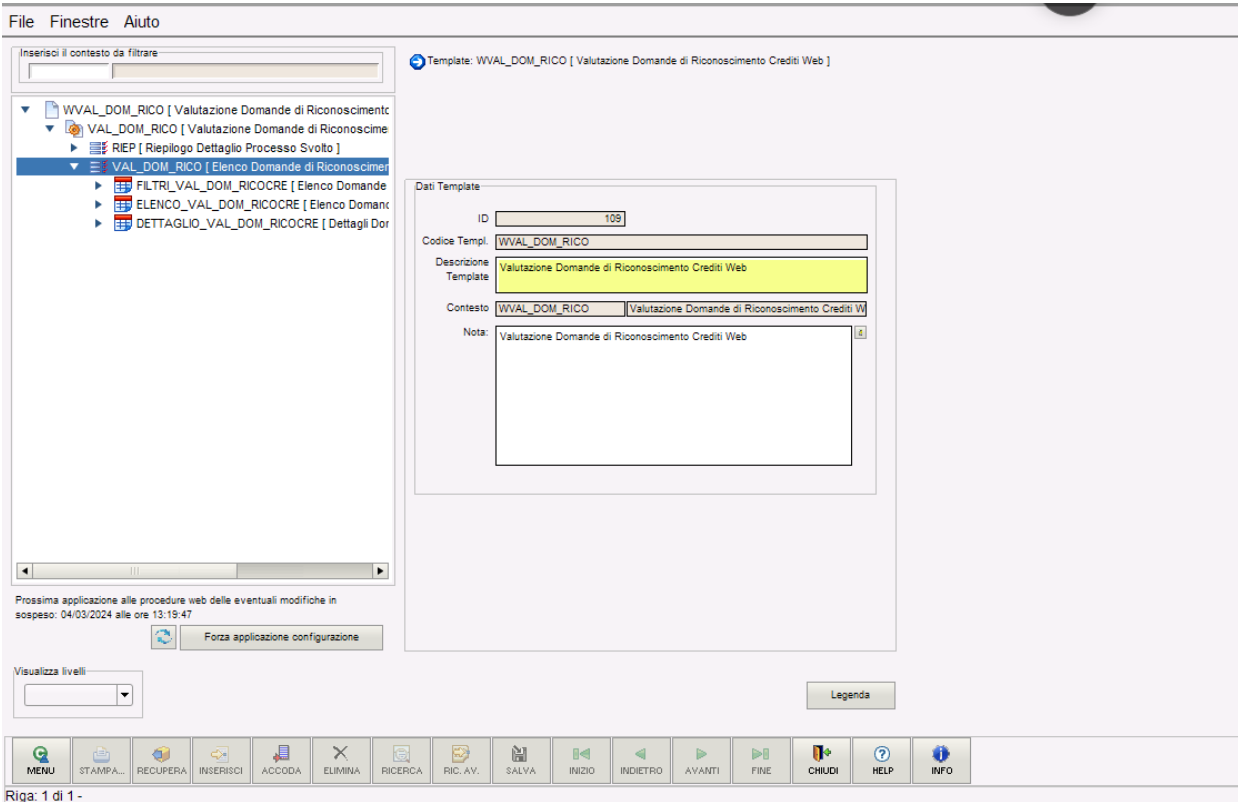 File Finestre Aiuto
Inserisci il contesto da filtrare
Template: WVAL_DOM_RICO [ Valutazione Domande di Riconoscimento Crediti Web ]
WVAL_DOM_RICO [ Valutazione Domande di Riconoscimento
VAL_DOM_RICO [ Valutazione Domande di Riconoscime
RIEP [ Riepilogo Dettaglio Processo Svolto ]
VAL_DOM_RICO [ Elenco Domande di Riconoscimen
FILTRI_VAL_DOM_RICOCRE [ Elenco Domande
ELENCO_VAL_DOM_RICOCRE [ Elenco Domand
DETTAGLIO_VAL_DOM_RICOCRE [ Dettagli Dor
Dati Template
ID 109
Codice Templ. WVAL_DOM_RICO
Descrizione Template Valutazione Domande di Riconoscimento Crediti Web
Contesto WVAL_DOM_RICO Valutazione Domande di Riconoscimento Crediti W
Nota: Valutazione Domande di Riconoscimento Crediti Web
Prossima applicazione alle procedure web delle eventuali modifiche in
sospeso: 04/03/2024 alle ore 13:19:47
Forza applicazione configurazione
Visualizza livelli
Legenda
MENU STAMPA... RECUPERA INSERISCI ACCODA ELIMINA RICERCA RIC. AV. SALVA INIZIO INDIETRO AVANTI FINE CHIUDI HELP INFO
Riga: 1 di 1 -